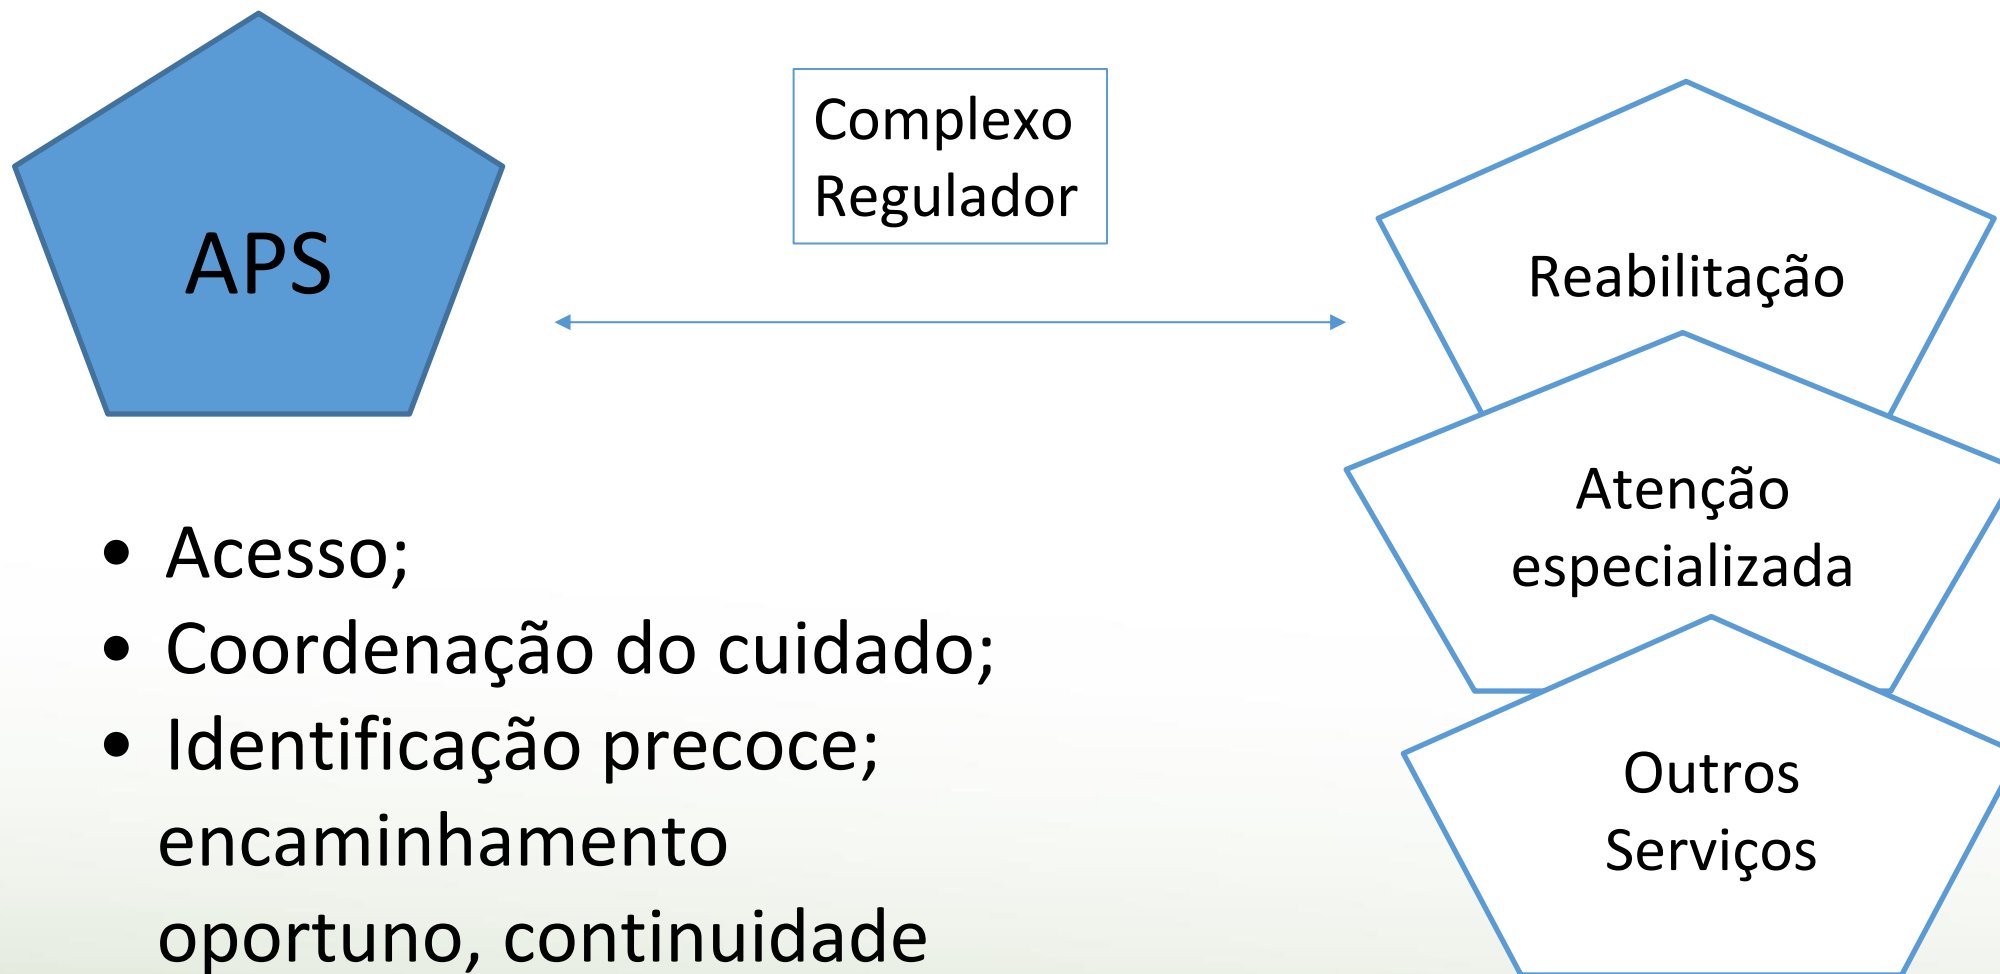 APS
Complexo
Regulador
Reabilitação
Atenção
especializada
Outros
Serviços
• Acesso;
• Coordenação do cuidado;
• Identificação precoce;
encaminhamento
oportuno, continuidade